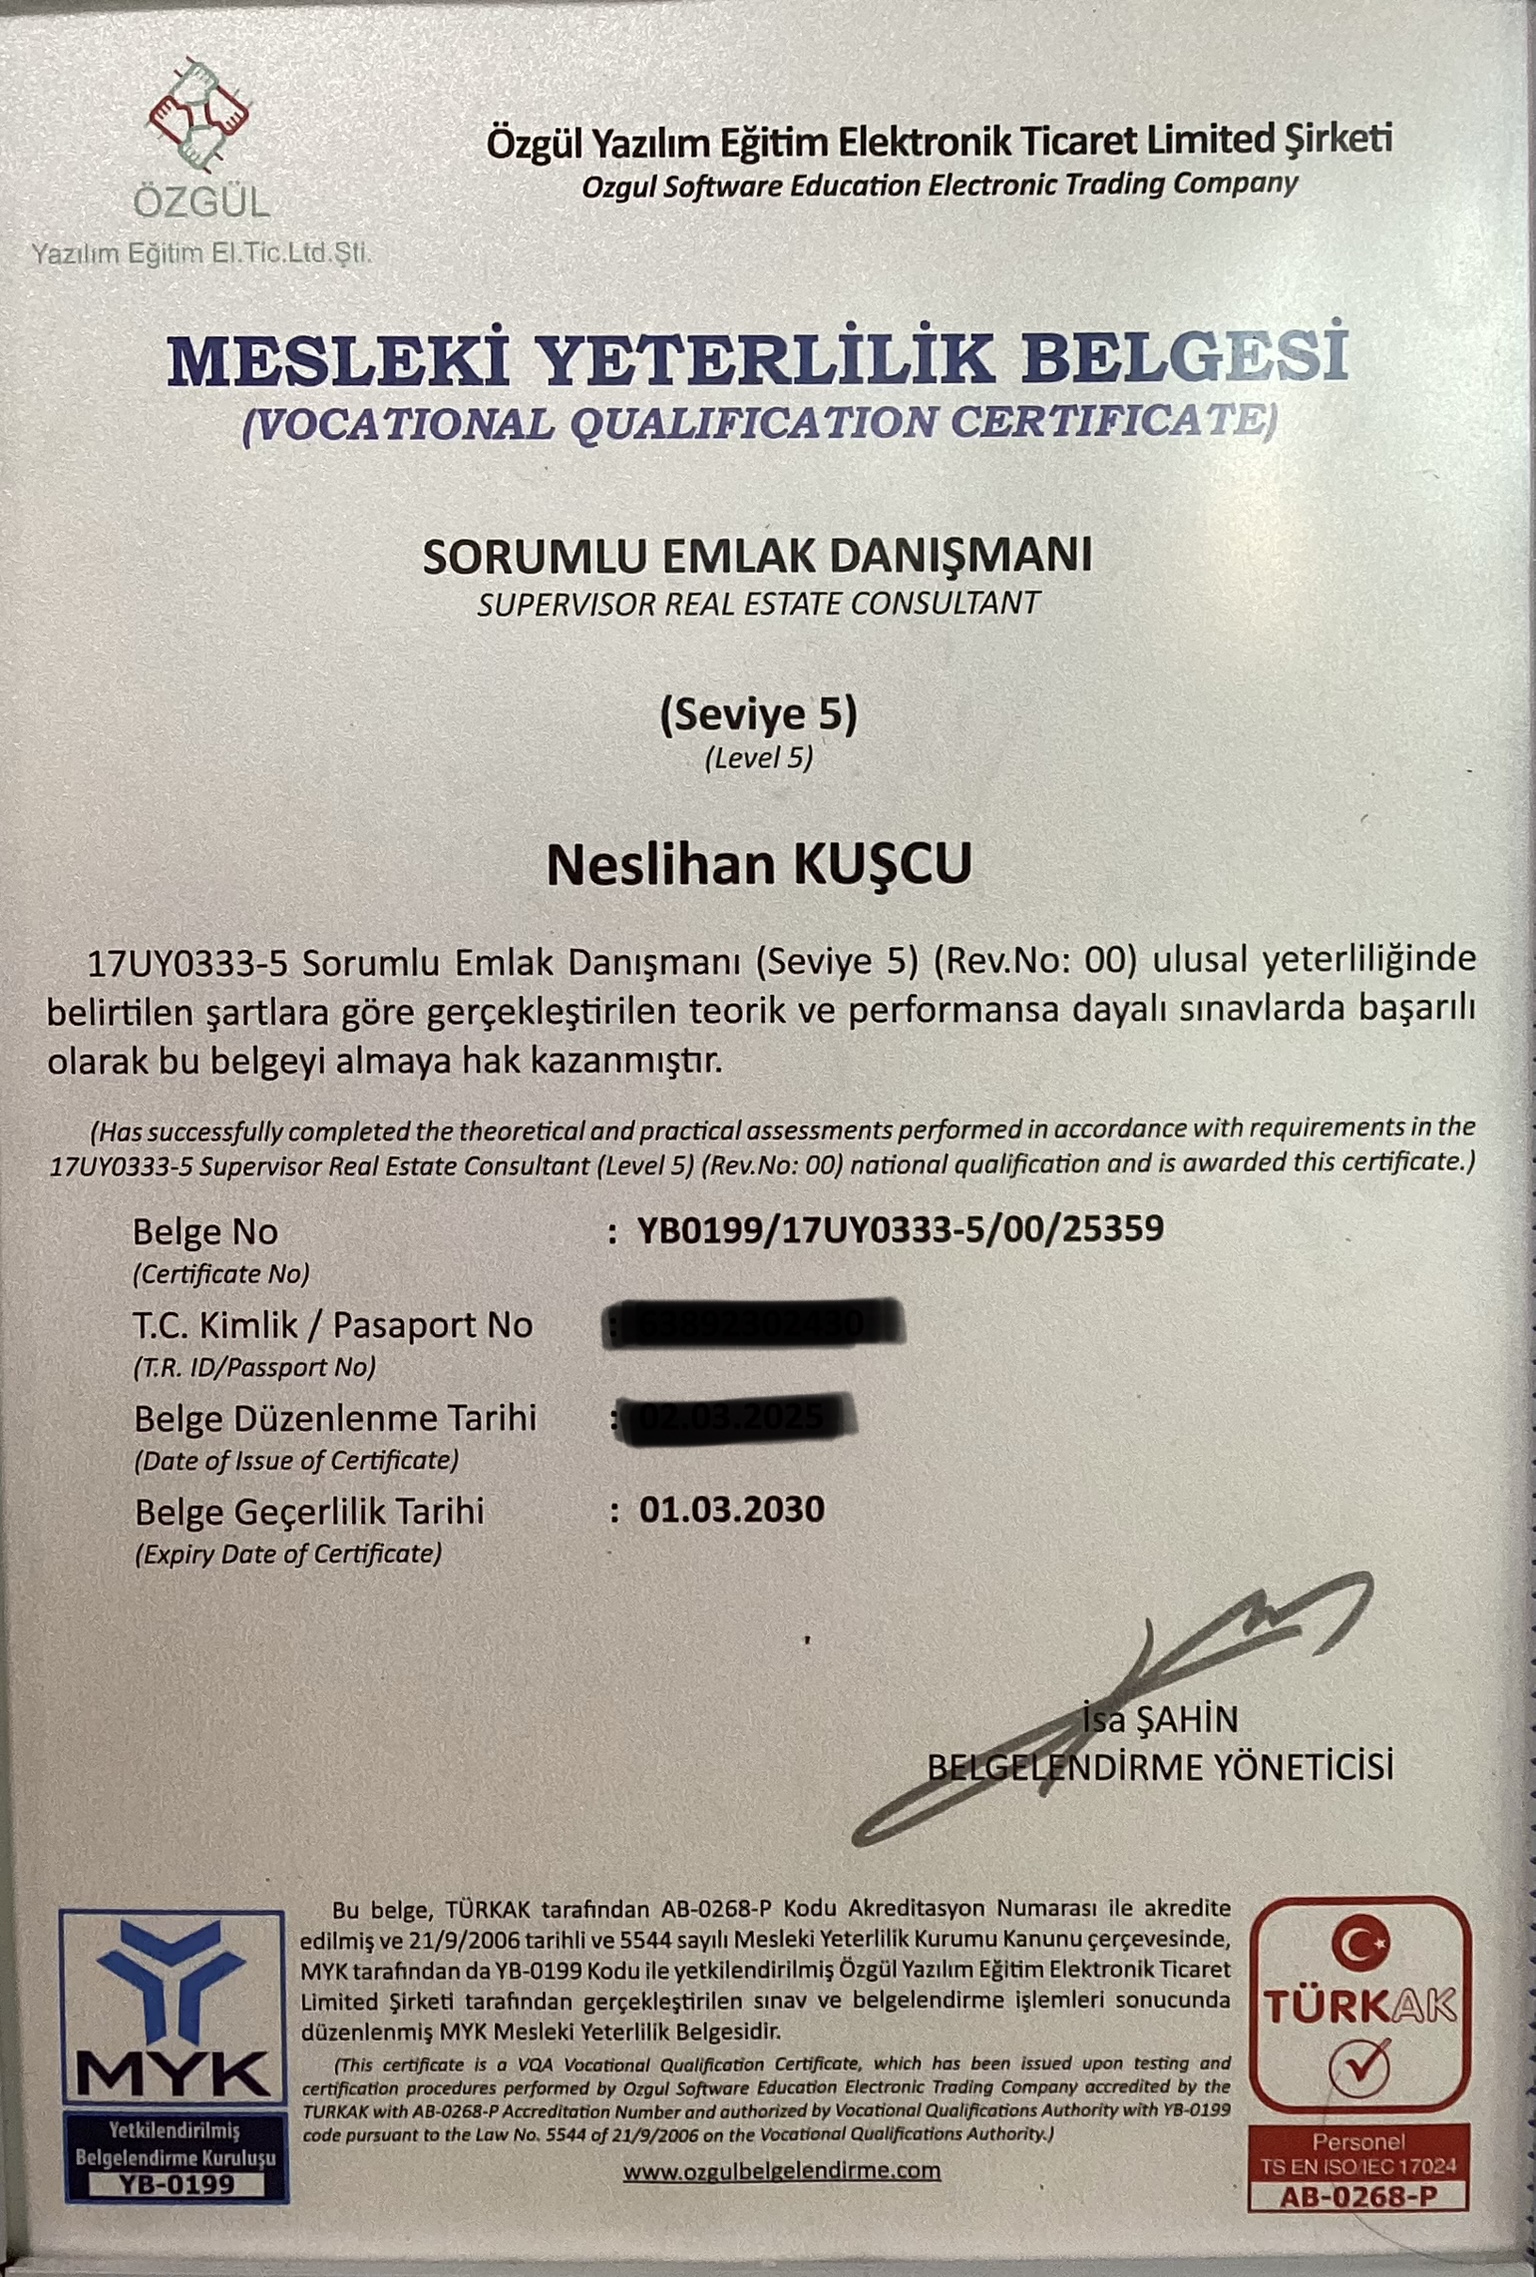 ÖZGÜL
Yazılım Eğitim El.Tic.Ltd.Şti.
Özgül Yazılım Eğitim Elektronik Ticaret Limited Şirketi
Ozgul Software Education Electronic Trading Company
MESLEKİ YETERLİLİK BELGESİ
(VOCATIONAL QUALIFICATION CERTIFICATE)
SORUMLU EMLAK DANIŞMANI
SUPERVISOR REAL ESTATE CONSULTANT
(Seviye 5)
(Level 5)
Neslihan KUŞCU
17UY0333-5 Sorumlu Emlak Danışmanı (Seviye 5) (Rev.No: 00) ulusal yeterliliğinde
belirtilen şartlara göre gerçekleştirilen teorik ve performansa dayalı sınavlarda başarılı
olarak bu belgeyi almaya hak kazanmıştır.
(Has successfully completed the theoretical and practical assessments performed in accordance with requirements in the
17UY0333-5 Supervisor Real Estate Consultant (Level 5) (Rev.No: 00) national qualification and is awarded this certificate.)
Belge No : YB0199/17UY0333-5/00/25359
(Certificate No)
T.C. Kimlik / Pasaport No :
(T.R. ID/Passport No)
Belge Düzenlenme Tarihi :
(Date of Issue of Certificate)
Belge Geçerlilik Tarihi : 01.03.2030
(Expiry Date of Certificate)
İsa ŞAHİN
BELGELENDİRME YÖNETİCİSİ
Bu belge, TÜRKAK tarafından AB-0268-P Kodu Akreditasyon Numarası ile akredite
edilmiş ve 21/9/2006 tarihli ve 5544 sayılı Mesleki Yeterlilik Kurumu Kanunu çerçevesinde,
MYK tarafından da YB-0199 Kodu ile yetkilendirilmiş Özgül Yazılım Eğitim Elektronik Ticaret
Limited Şirketi tarafından gerçekleştirilen sınav ve belgelendirme işlemleri sonucunda
düzenlenmiş MYK Mesleki Yeterlilik Belgesidir.
(This certificate is a VQA Vocational Qualification Certificate, which has been issued upon testing and
certification procedures performed by Ozgul Software Education Electronic Trading Company accredited by the
TURKAK with AB-0268-P Accreditation Number and authorized by Vocational Qualifications Authority with YB-0199
code pursuant to the Law No. 5544 of 21/9/2006 on the Vocational Qualifications Authority.)
www.ozgulbelgelendirme.com
MYK
Yetkilendirilmiş
Belgelendirme Kuruluşu
YB-0199
TÜRKAK
Personel
TS EN ISO/IEC 17024
AB-0268-P